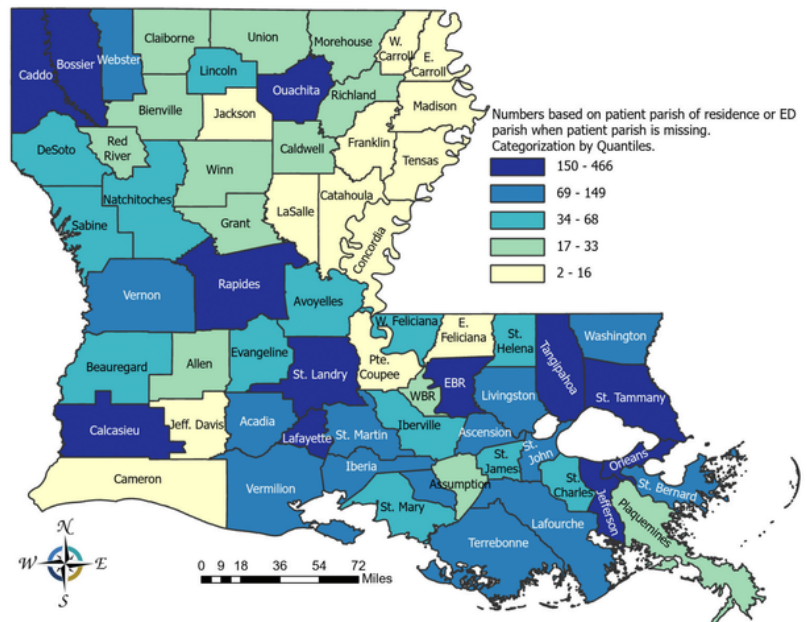 Claiborne
Union
Morehouse
W.
Carroll
E.
Carroll
Webster
Bossier
Caddo
Lincoln
Ouachita
Richland
Madison
Bienville
Jackson
Franklin
Tensas
Caldwell
DeSoto
Red
River
Winn
Natchitoches
Catahoula
LaSalle
Sabine
Grant
Concordia
Vernon
Rapides
Avoyelles
W. Feliciana
E.
Feliciana
St.
Helena
Tangipahoa
Washington
Beauregard
Allen
Evangeline
Pte.
Coupee
St. Landry
EBR
WBR
Livingston
St. Tammany
Calcasieu
Jeff. Davis
Acadia
Lafayette
St. Martin
Iberville
Ascension
St.
John
Orleans
Cameron
Vermilion
Iberia
Assumption
St.
James
St.
Charles
Jefferson
St. Bernard
Plaquemines
St. Mary
Lafourche
Terrebonne
Numbers based on patient parish of residence or ED
parish when patient parish is missing.
Categorization by Quantiles.
150 - 466
69 - 149
34 - 68
17 - 33
2 - 16
N
W E
S
0 9 18 36 54 72
Miles